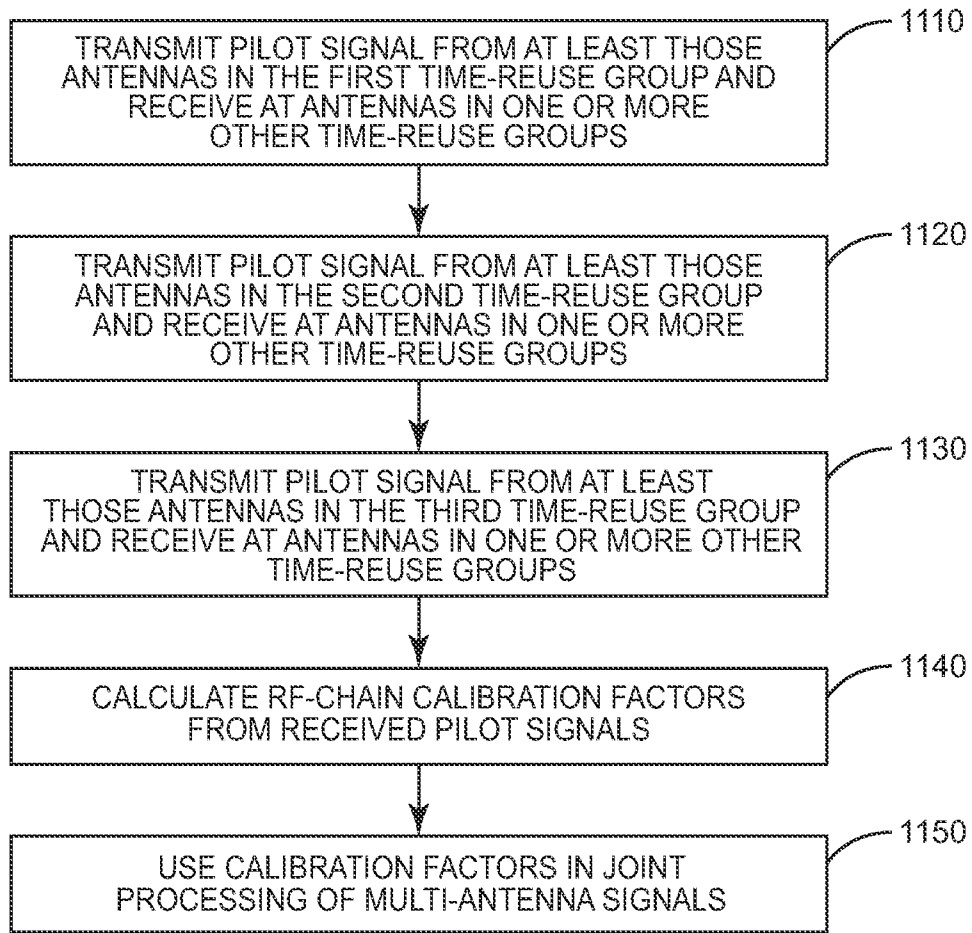 1110
TRANSMIT PILOT SIGNAL FROM AT LEAST THOSE
ANTENNAS IN THE FIRST TIME-REUSE GROUP AND
RECEIVE AT ANTENNAS IN ONE OR MORE
OTHER TIME-REUSE GROUPS
1120
TRANSMIT PILOT SIGNAL FROM AT LEAST THOSE
ANTENNAS IN THE SECOND TIME-REUSE GROUP
AND RECEIVE AT ANTENNAS IN ONE OR MORE
OTHER TIME-REUSE GROUPS
1130
TRANSMIT PILOT SIGNAL FROM AT LEAST
THOSE ANTENNAS IN THE THIRD TIME-REUSE GROUP
AND RECEIVE AT ANTENNAS IN ONE OR MORE OTHER
TIME-REUSE GROUPS
1140
CALCULATE RF-CHAIN CALIBRATION FACTORS
FROM RECEIVED PILOT SIGNALS
1150
USE CALIBRATION FACTORS IN JOINT
PROCESSING OF MULTI-ANTENNA SIGNALS